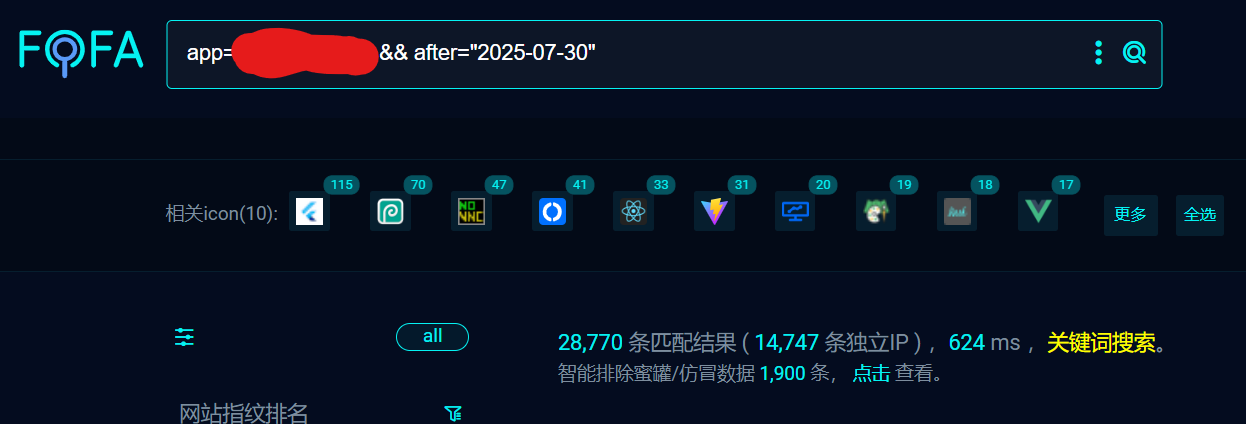 FOFA
app= && after="2025-07-30"
相关icon(10): 115 70 47 41 33 31 20 19 18 17 更多 全选
NO VNC
all
28,770 条匹配结果 ( 14,747 条独立IP ) ，624 ms ，关键词搜索。
智能排除蜜罐/仿冒数据 1,900 条， 点击 查看。
网站指纹排名